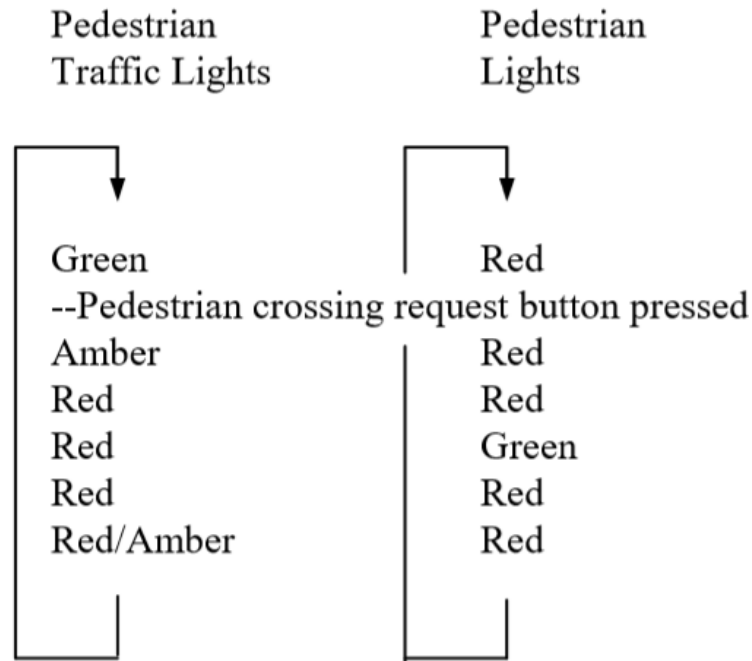 Pedestrian Traffic Lights
Pedestrian Lights
Green Red
--Pedestrian crossing request button pressed
Amber Red
Red Red
Red Green
Red Red
Red/Amber Red